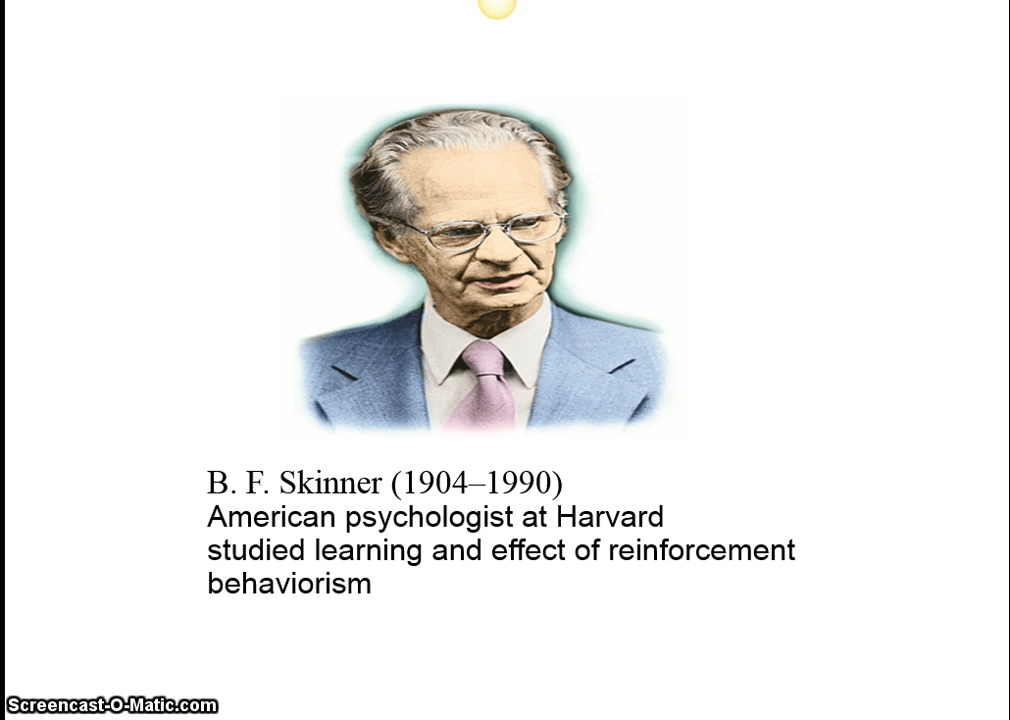 B. F. Skinner (1904–1990)
American psychologist at Harvard
studied learning and effect of reinforcement
behaviorism
Screencast-O-Matic.com